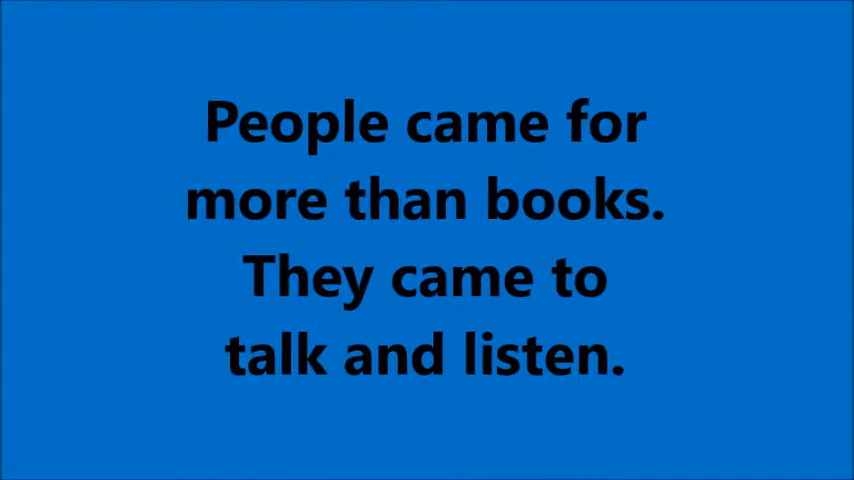 People came for
more than books.
They came to
talk and listen.